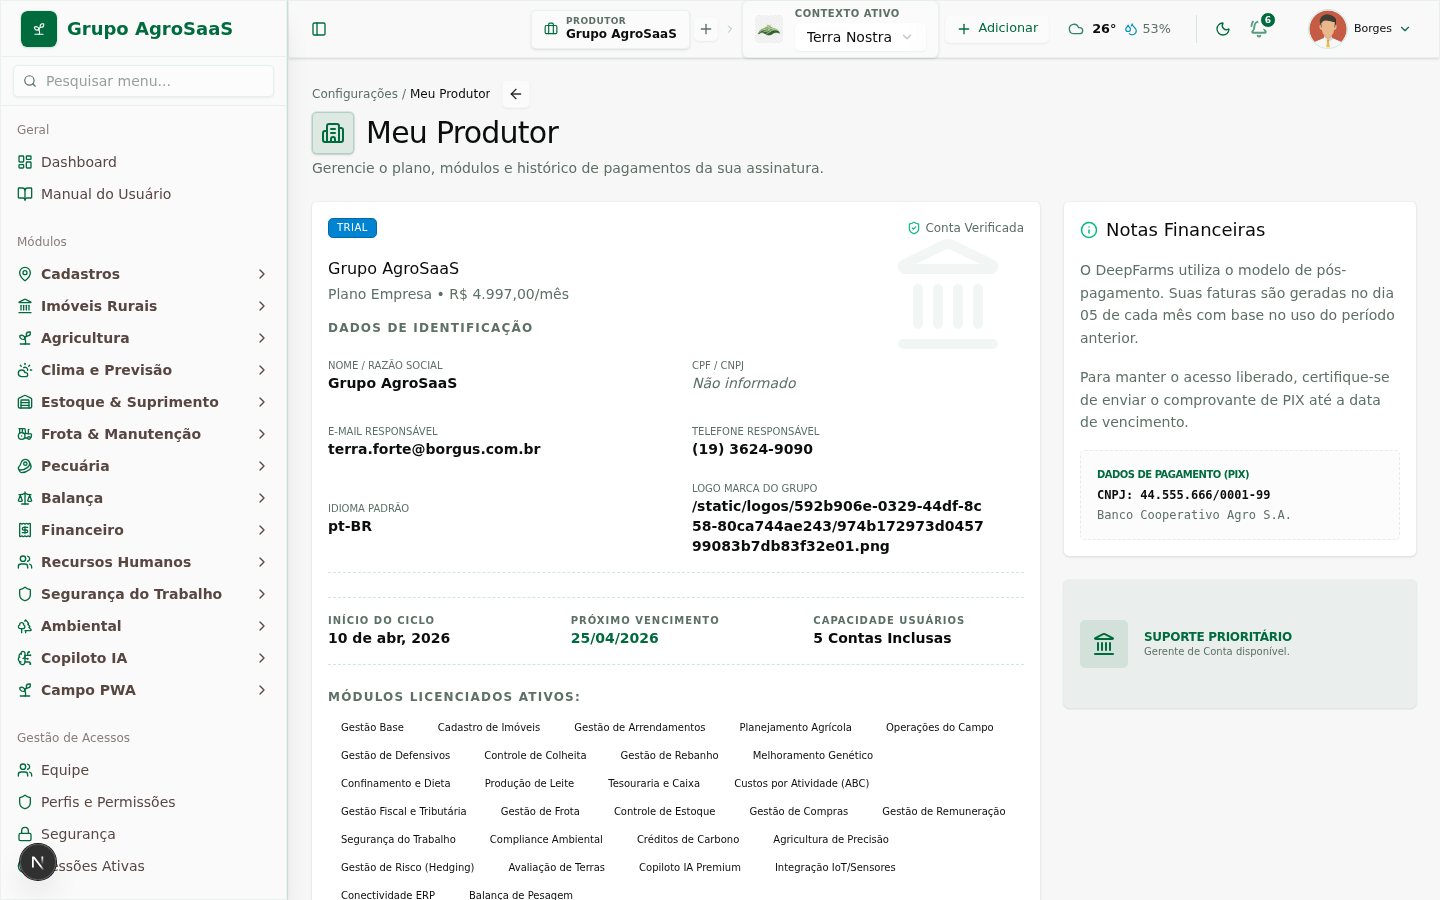 Grupo AgroSaaS
Pesquisar menu...
Geral
Dashboard
Manual do Usuário
Módulos
Cadastros
Imóveis Rurais
Agricultura
Clima e Previsão
Estoque & Suprimento
Frota & Manutenção
Pecuária
Balança
Financeiro
Recursos Humanos
Segurança do Trabalho
Ambiental
Copiloto IA
Campo PWA
Gestão de Acessos
Equipe
Perfis e Permissões
Segurança
essões Ativas
N
PRODUTOR
Grupo AgroSaaS
CONTEXTO ATIVO
Terra Nostra
Adicionar
26°
53%
6
Borges
Configurações / Meu Produtor
Meu Produtor
Gerencie o plano, módulos e histórico de pagamentos da sua assinatura.
TRIAL
Conta Verificada
Grupo AgroSaaS
Plano Empresa • R$ 4.997,00/mês
DADOS DE IDENTIFICAÇÃO
NOME / RAZÃO SOCIAL
Grupo AgroSaaS
CPF / CNPJ
Não informado
E-MAIL RESPONSÁVEL
terra.forte@borgus.com.br
TELEFONE RESPONSÁVEL
(19) 3624-9090
IDIOMA PADRÃO
pt-BR
LOGO MARCA DO GRUPO
/static/logos/592b906e-0329-44df-8c
58-80ca744ae243/974b172973d0457
99083b7db83f32e01.png
INÍCIO DO CICLO
10 de abr, 2026
PRÓXIMO VENCIMENTO
25/04/2026
CAPACIDADE USUÁRIOS
5 Contas Inclusas
MÓDULOS LICENCIADOS ATIVOS:
Gestão Base Cadastro de Imóveis Gestão de Arrendamentos Planejamento Agrícola Operações do Campo
Gestão de Defensivos Controle de Colheita Gestão de Rebanho Melhoramento Genético
Confinamento e Dieta Produção de Leite Tesouraria e Caixa Custos por Atividade (ABC)
Gestão Fiscal e Tributária Gestão de Frota Controle de Estoque Gestão de Compras Gestão de Remuneração
Segurança do Trabalho Compliance Ambiental Créditos de Carbono Agricultura de Precisão
Gestão de Risco (Hedging) Avaliação de Terras Copiloto IA Premium Integração IoT/Sensores
Conectividade ERP Balança de Pesagem
Notas Financeiras
O DeepFarms utiliza o modelo de pós-
pagamento. Suas faturas são geradas no dia
05 de cada mês com base no uso do período
anterior.
Para manter o acesso liberado, certifique-se
de enviar o comprovante de PIX até a data
de vencimento.
DADOS DE PAGAMENTO (PIX)
CNPJ: 44.555.666/0001-99
Banco Cooperativo Agro S.A.
SUPORTE PRIORITÁRIO
Gerente de Conta disponível.